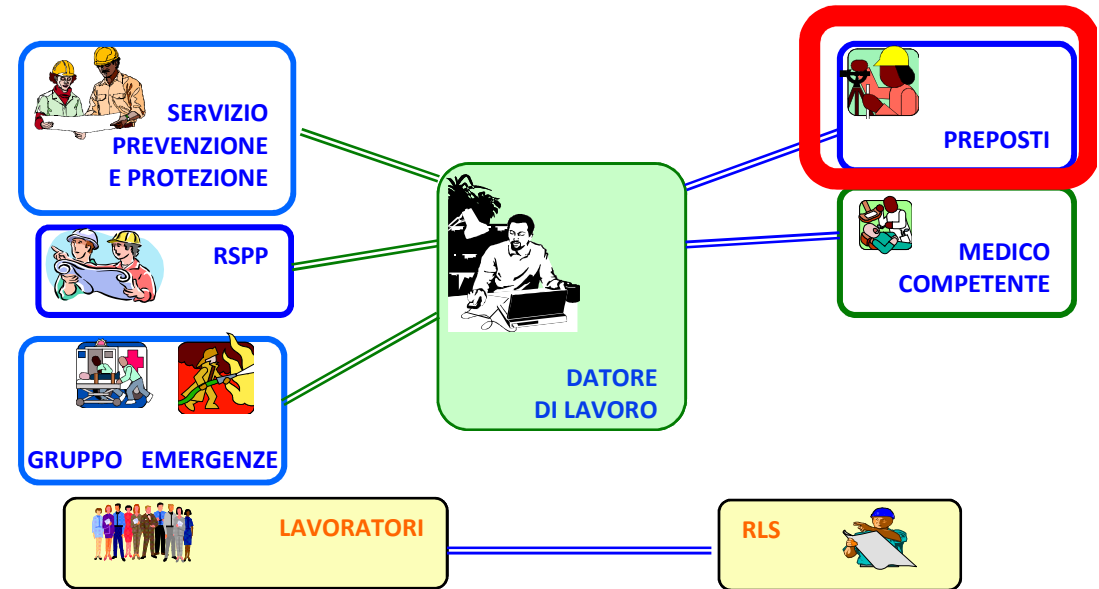 SERVIZIO
PREVENZIONE
E PROTEZIONE
RSPP
GRUPPO EMERGENZE
DATORE
DI LAVORO
PREPOSTI
MEDICO
COMPETENTE
LAVORATORI
RLS